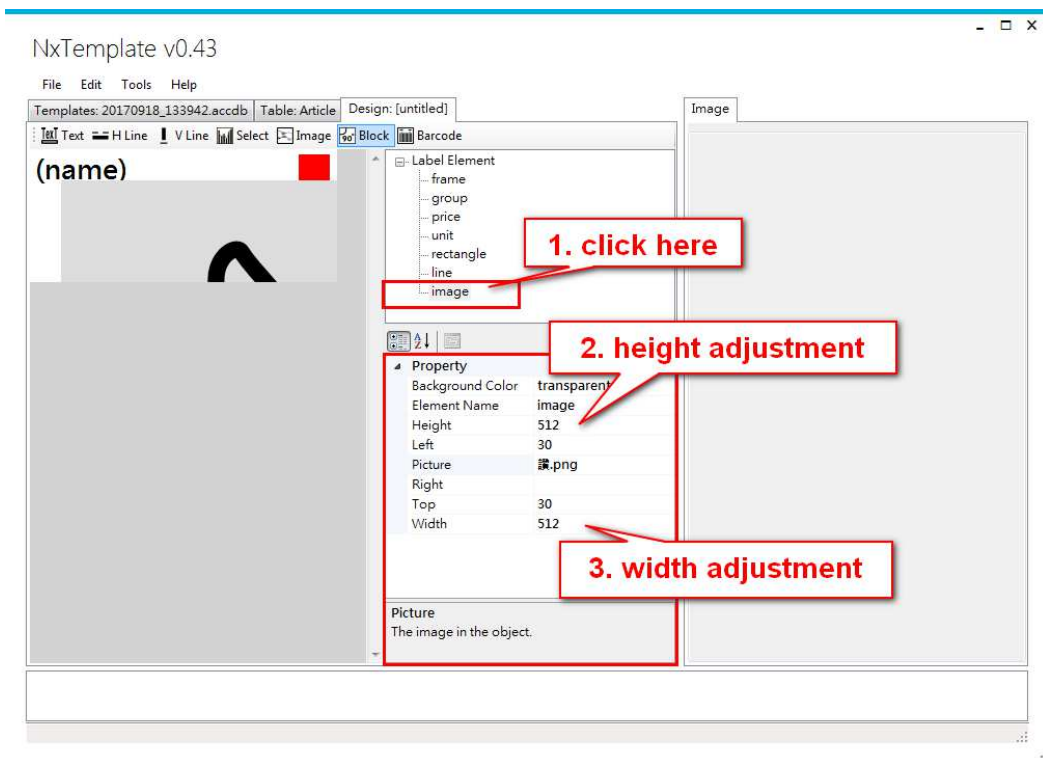 NxTemplate v0.43
File Edit Tools Help
Templates: 20170918_133942.accdb Table: Article Design: [untitled] Image
Text Text H Line V Line Select Image 90° Block Barcode
(name)
Label Element
frame
group
price
unit
rectangle
line
image
1. click here
2. height adjustment
Property
Background Color transparent
Element Name image
Height 512
Left 30
Picture .png
Right
Top 30
Width 512
3. width adjustment
Picture
The image in the object.